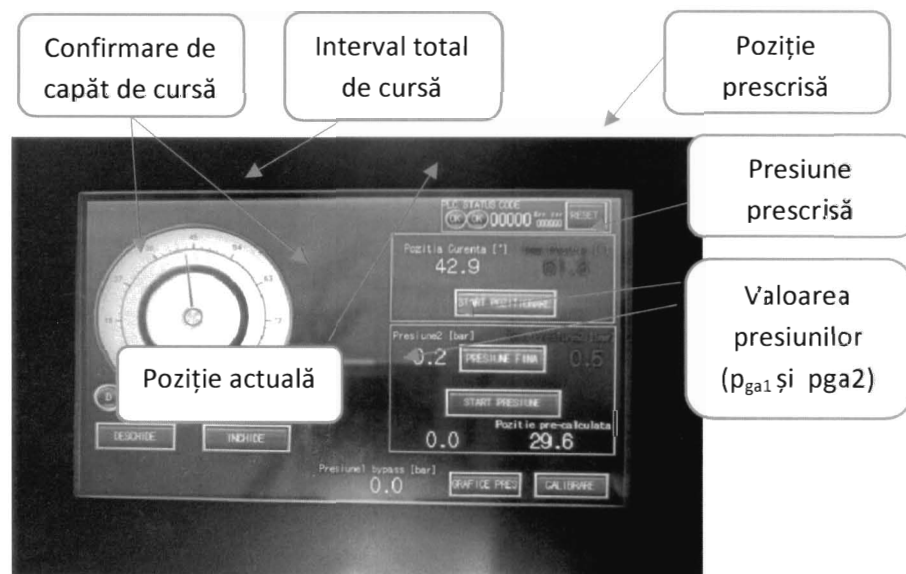 Confirmare de
capăt de cursă
Interval total
de cursă
Poziție
prescrisă
Presiune
prescrisă
Valoarea
presiunilor
(pga1 și pga2)
Poziție actuală
PLC STATUS CODE
OK OK 00000 000000 RESET
Pozitia Curenta [°]
42.9
START POZITIONARE
Presiune2 [bar]
0.2 PRESIUNE FINA 0.5
START PRESIUNE
Pozitie pre-calculata
0.0 29.6
D
DESCHIDE INCHIDE
Presiune1 bypass [bar]
0.0 GRAFICE PRES CALIBRARE